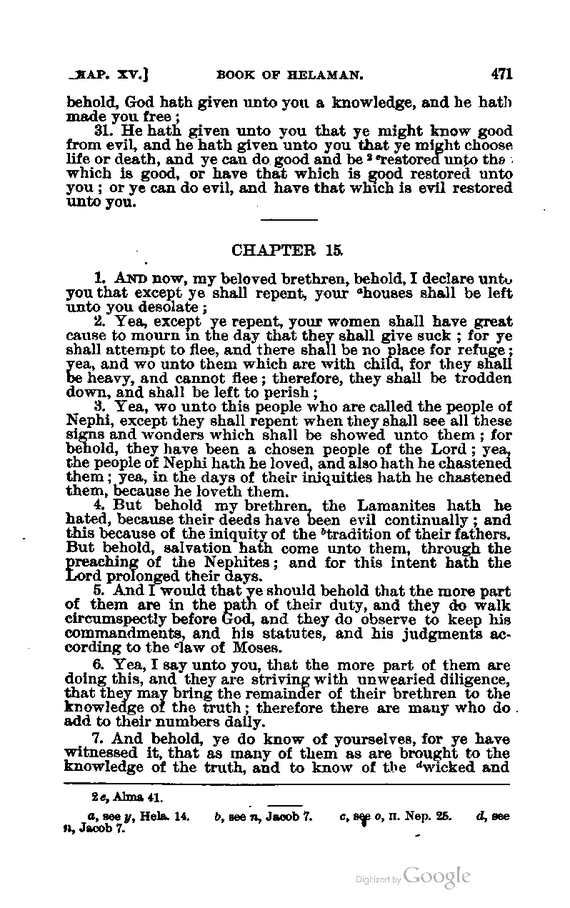 _HAP. XV.] BOOK OF HELAMAN. 471
behold, God hath given unto you a knowledge, and he hath
made you free;
31. He hath given unto you that ye might know good
from evil, and he hath given unto you that ye might choose
life or death, and ye can do good and be ²ᵉrestored unto the
which is good, or have that which is good restored unto
you; or ye can do evil, and have that which is evil restored
unto you.
CHAPTER 15.
1. AND now, my beloved brethren, behold, I declare unto
you that except ye shall repent, your ᵃhouses shall be left
unto you desolate;
2. Yea, except ye repent, your women shall have great
cause to mourn in the day that they shall give suck; for ye
shall attempt to flee, and there shall be no place for refuge;
yea, and wo unto them which are with child, for they shall
be heavy, and cannot flee; therefore, they shall be trodden
down, and shall be left to perish;
3. Yea, wo unto this people who are called the people of
Nephi, except they shall repent when they shall see all these
signs and wonders which shall be showed unto them; for
behold, they have been a chosen people of the Lord; yea,
the people of Nephi hath he loved, and also hath he chastened
them; yea, in the days of their iniquities hath he chastened
them, because he loveth them.
4. But behold my brethren, the Lamanites hath he
hated, because their deeds have been evil continually; and
this because of the iniquity of the ᵇtradition of their fathers.
But behold, salvation hath come unto them, through the
preaching of the Nephites; and for this intent hath the
Lord prolonged their days.
5. And I would that ye should behold that the more part
of them are in the path of their duty, and they do walk
circumspectly before God, and they do observe to keep his
commandments, and his statutes, and his judgments ac-
cording to the ᶜlaw of Moses.
6. Yea, I say unto you, that the more part of them are
doing this, and they are striving with unwearied diligence,
that they may bring the remainder of their brethren to the
knowledge of the truth; therefore there are many who do
add to their numbers daily.
7. And behold, ye do know of yourselves, for ye have
witnessed it, that as many of them as are brought to the
knowledge of the truth, and to know of the ᵈwicked and
2 e, Alma 41.
a, see y, Hela. 14. b, see n, Jacob 7. c, see o, II. Nep. 25. d, see
n, Jacob 7.
Digitized by Google